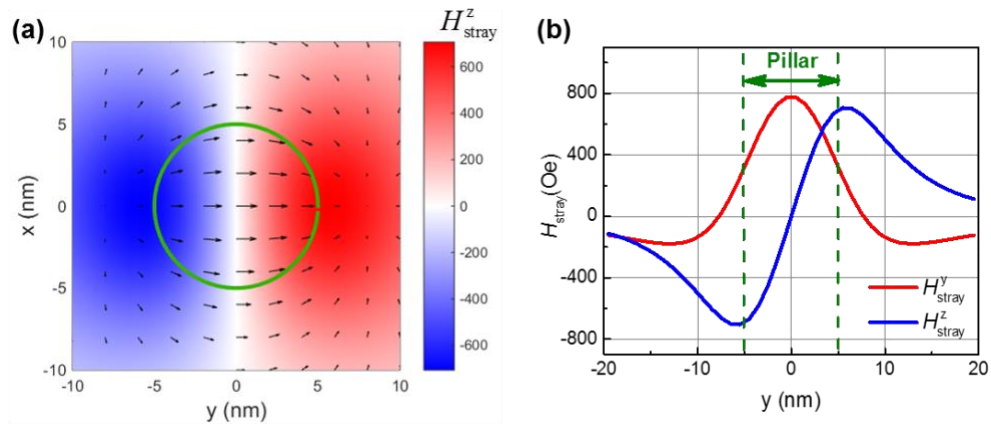 (a)
H^z_stray
10
5
0
-5
-10
x (nm)
-10 -5 0 5 10
y (nm)
600
400
200
0
-200
-400
-600
(b)
Pillar
800
400
0
-400
-800
H_stray(Oe)
H^y_stray
H^z_stray
-20 -10 0 10 20
y (nm)